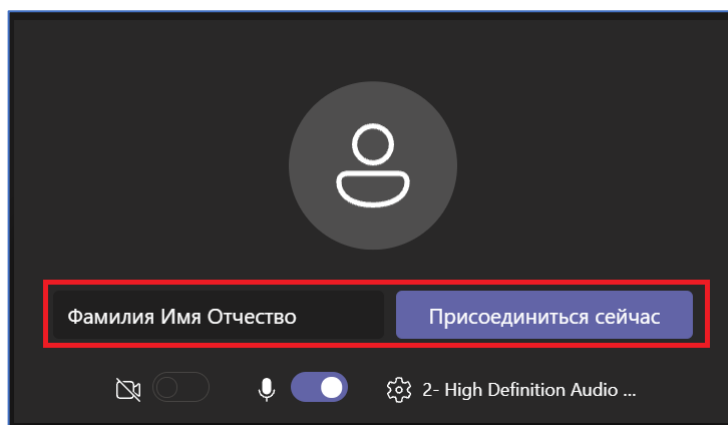 Фамилия Имя Отчество Присоединиться сейчас
2- High Definition Audio ...